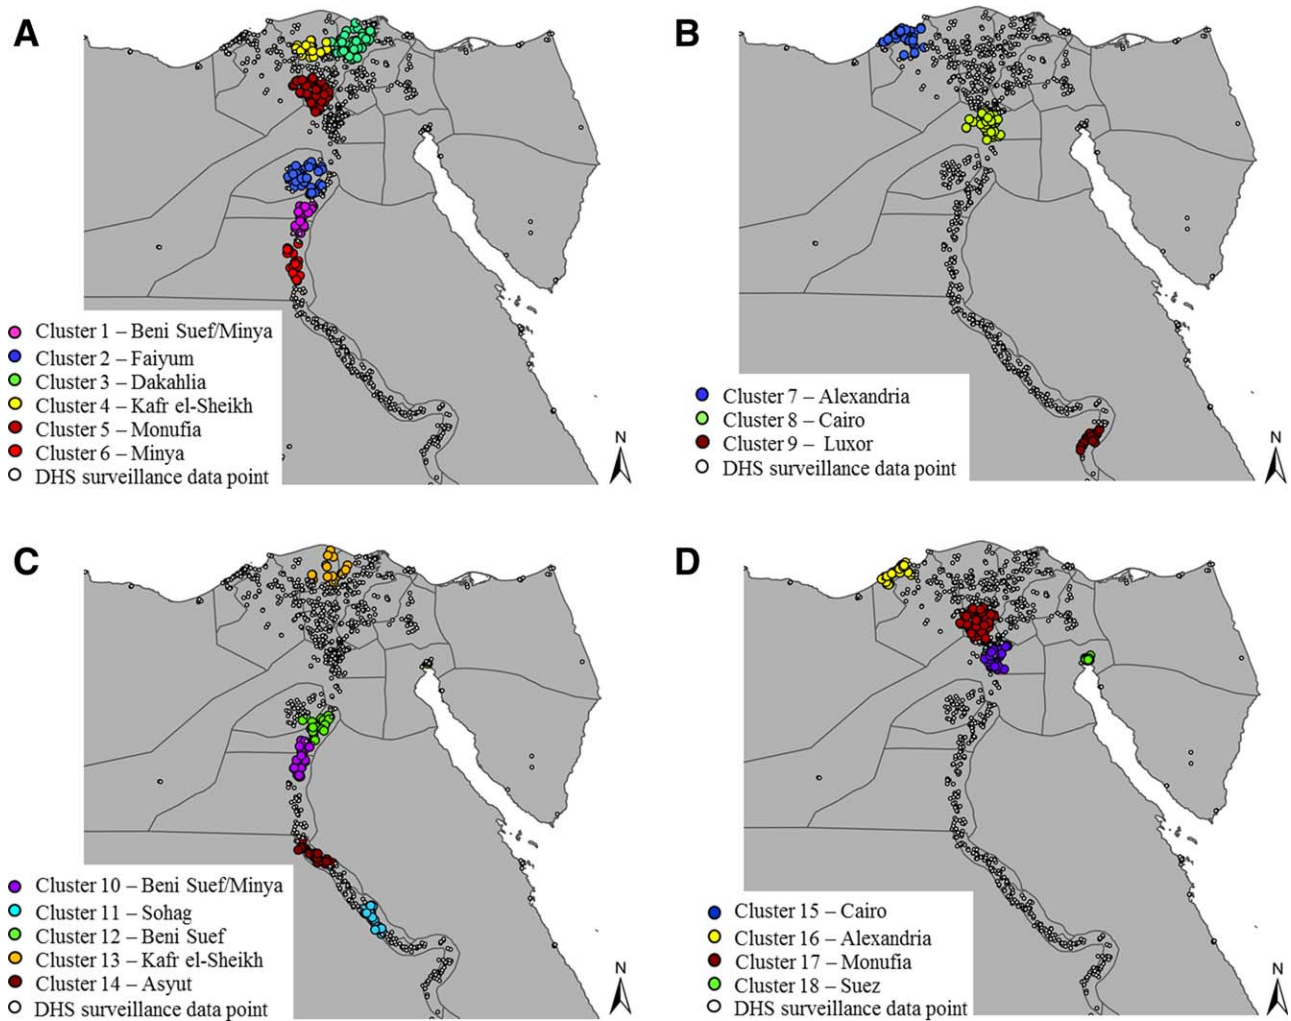 A
Cluster 1 – Beni Suef/Minya
Cluster 2 – Faiyum
Cluster 3 – Dakahlia
Cluster 4 – Kafr el-Sheikh
Cluster 5 – Monufia
Cluster 6 – Minya
DHS surveillance data point
N
B
Cluster 7 – Alexandria
Cluster 8 – Cairo
Cluster 9 – Luxor
DHS surveillance data point
N
C
Cluster 10 – Beni Suef/Minya
Cluster 11 – Sohag
Cluster 12 – Beni Suef
Cluster 13 – Kafr el-Sheikh
Cluster 14 – Asyut
DHS surveillance data point
N
D
Cluster 15 – Cairo
Cluster 16 – Alexandria
Cluster 17 – Monufia
Cluster 18 – Suez
DHS surveillance data point
N